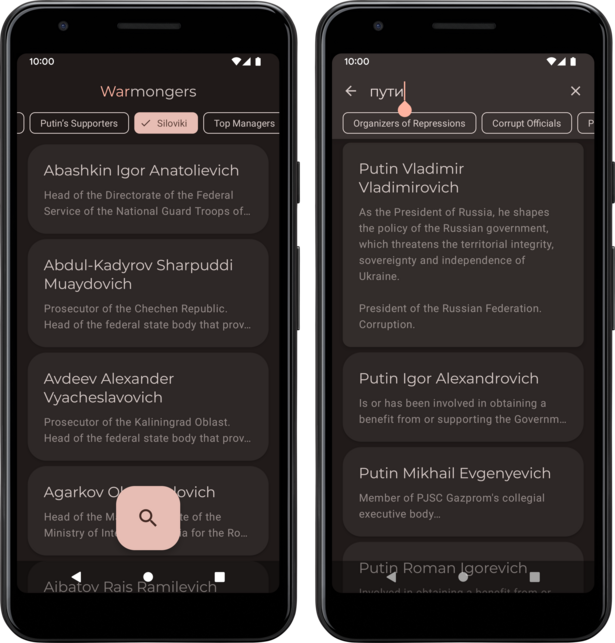 10:00
Warmongers
Putin's Supporters
Siloviki
Top Managers
Abashkin Igor Anatolievich
Head of the Directorate of the Federal
Service of the National Guard Troops of…
Abdul-Kadyrov Sharpuddi
Muaydovich
Prosecutor of the Chechen Republic.
Head of the federal state body that prov…
Avdeev Alexander
Vyacheslavovich
Prosecutor of the Kaliningrad Oblast.
Head of the federal state body that prov…
Agarkov
Head of the
of the
Ministry of
for the Ro…
Aibatov Rais Ramilevich
10:00
пути
Organizers of Repressions
Corrupt Officials
P
Putin Vladimir
Vladimirovich
As the President of Russia, he shapes
the policy of the Russian government,
which threatens the territorial integrity,
sovereignty and independence of
Ukraine.
President of the Russian Federation.
Corruption.
Putin Igor Alexandrovich
Is or has been involved in obtaining a
benefit from or supporting the Governm…
Putin Mikhail Evgenyevich
Member of PJSC Gazprom's collegial
executive body…
Putin Roman Igorevich
Involved in obtaining a benefit from or